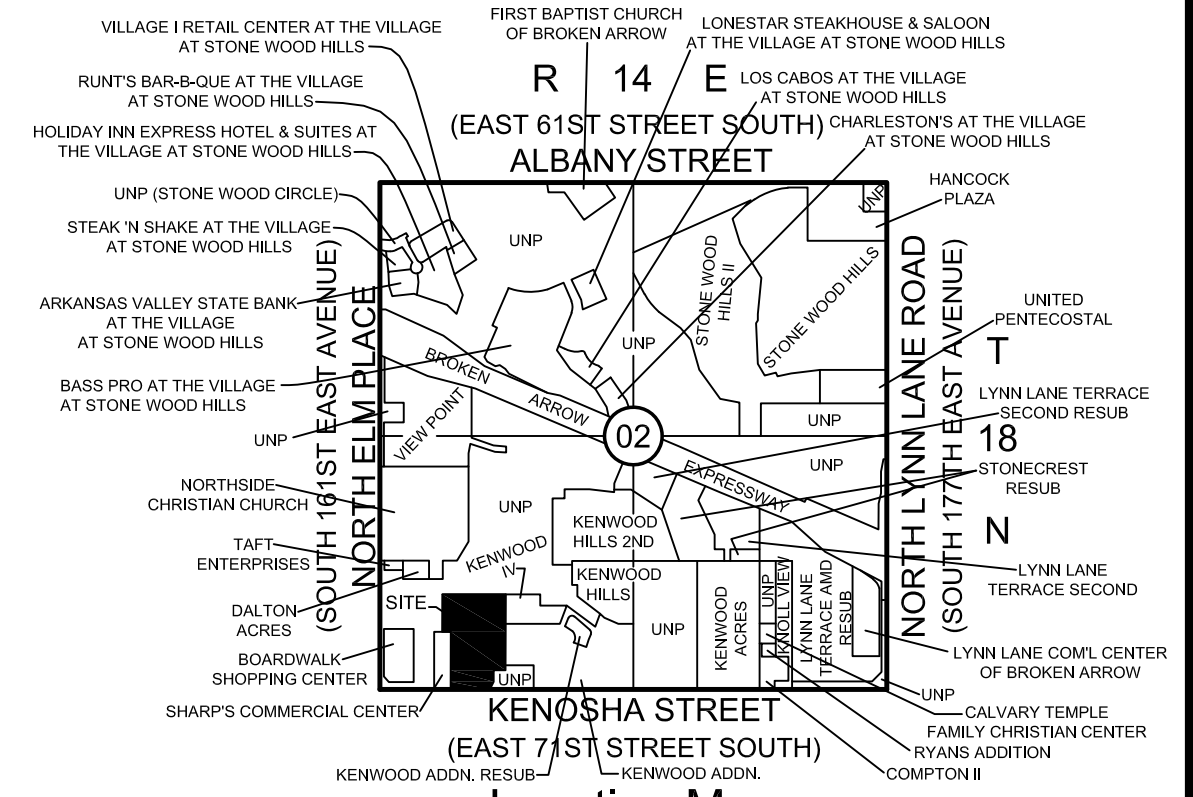 VILLAGE I RETAIL CENTER AT THE VILLAGE
AT STONE WOOD HILLS
FIRST BAPTIST CHURCH
OF BROKEN ARROW
LONESTAR STEAKHOUSE & SALOON
AT THE VILLAGE AT STONE WOOD HILLS
RUNT'S BAR-B-QUE AT THE VILLAGE
AT STONE WOOD HILLS
R 14 E
LOS CABOS AT THE VILLAGE
AT STONE WOOD HILLS
HOLIDAY INN EXPRESS HOTEL & SUITES AT
THE VILLAGE AT STONE WOOD HILLS
(EAST 61ST STREET SOUTH)
ALBANY STREET
CHARLESTON'S AT THE VILLAGE
AT STONE WOOD HILLS
UNP (STONE WOOD CIRCLE)
HANCOCK
PLAZA
UNP
STEAK 'N SHAKE AT THE VILLAGE
AT STONE WOOD HILLS
UNP
ARKANSAS VALLEY STATE BANK
AT THE VILLAGE
AT STONE WOOD HILLS
(SOUTH 161ST EAST AVENUE)
NORTH ELM PLACE
STONE WOOD
HILLS II
STONE WOOD HILLS
UNP
NORTH LYNN LANE ROAD
(SOUTH 177TH EAST AVENUE)
UNITED
PENTECOSTAL
T
18
N
BASS PRO AT THE VILLAGE
AT STONE WOOD HILLS
BROKEN
ARROW
EXPRESSWAY
LYNN LANE TERRACE
SECOND RESUB
UNP
UNP
VIEW POINT
02
UNP
STONECREST
RESUB
NORTHSIDE
CHRISTIAN CHURCH
UNP
KENWOOD
HILLS 2ND
TAFT
ENTERPRISES
KENWOOD
IV
KENWOOD
HILLS
LYNN LANE
TERRACE SECOND
DALTON
ACRES
SITE
UNP
KENWOOD
ACRES
UNP
KNOLL VIEW
LYNN LANE
TERRACE AMD
RESUB
BOARDWALK
SHOPPING CENTER
LYNN LANE COM'L CENTER
OF BROKEN ARROW
UNP
UNP
SHARP'S COMMERCIAL CENTER
KENOSHA STREET
(EAST 71ST STREET SOUTH)
CALVARY TEMPLE
FAMILY CHRISTIAN CENTER
RYANS ADDITION
KENWOOD ADDN. RESUB
KENWOOD ADDN.
COMPTON II